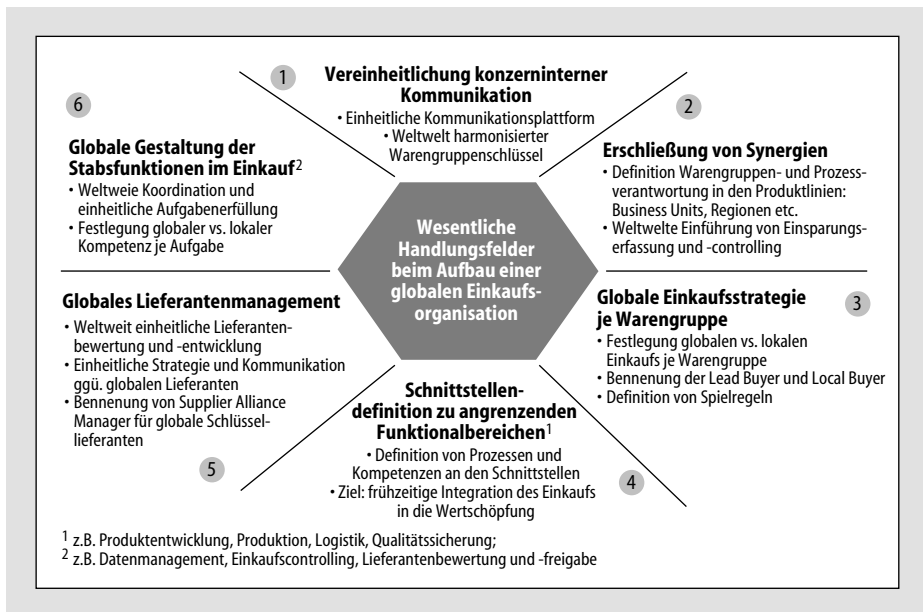 1
Vereinheitlichung konzerninterner
Kommunikation
• Einheitliche Kommunikationsplattform
• Weltwelt harmonisierter
Warengruppenschlüssel
2
Erschließung von Synergien
• Definition Warengruppen- und Prozess-
verantwortung in den Produktlinien:
Business Units, Regionen etc.
• Weltwelte Einführung von Einsparungs-
erfassung und -controlling
3
Globale Einkaufsstrategie
je Warengruppe
• Festlegung globalen vs. lokalen
Einkaufs je Warengruppe
• Bennenung der Lead Buyer und Local Buyer
• Definition von Spielregeln
4
Schnittstellen-
definition zu angrenzenden
Funktionalbereichen1
• Definition von Prozessen und
Kompetenzen an den Schnittstellen
• Ziel: frühzeitige Integration des Einkaufs
in die Wertschöpfung
5
Globales Lieferantenmanagement
• Weltweit einheitliche Lieferanten-
bewertung und -entwicklung
• Einheitliche Strategie und Kommunikation
ggü. globalen Lieferanten
• Bennenung von Supplier Alliance
Manager für globale Schlüssel-
lieferanten
6
Globale Gestaltung der
Stabsfunktionen im Einkauf2
• Weltweie Koordination und
einheitliche Aufgabenerfüllung
• Festlegung globaler vs. lokaler
Kompetenz je Aufgabe
Wesentliche
Handlungsfelder
beim Aufbau einer
globalen Einkaufs-
organisation
1 z.B. Produktentwicklung, Produktion, Logistik, Qualitätssicherung;
2 z.B. Datenmanagement, Einkaufscontrolling, Lieferantenbewertung und -freigabe